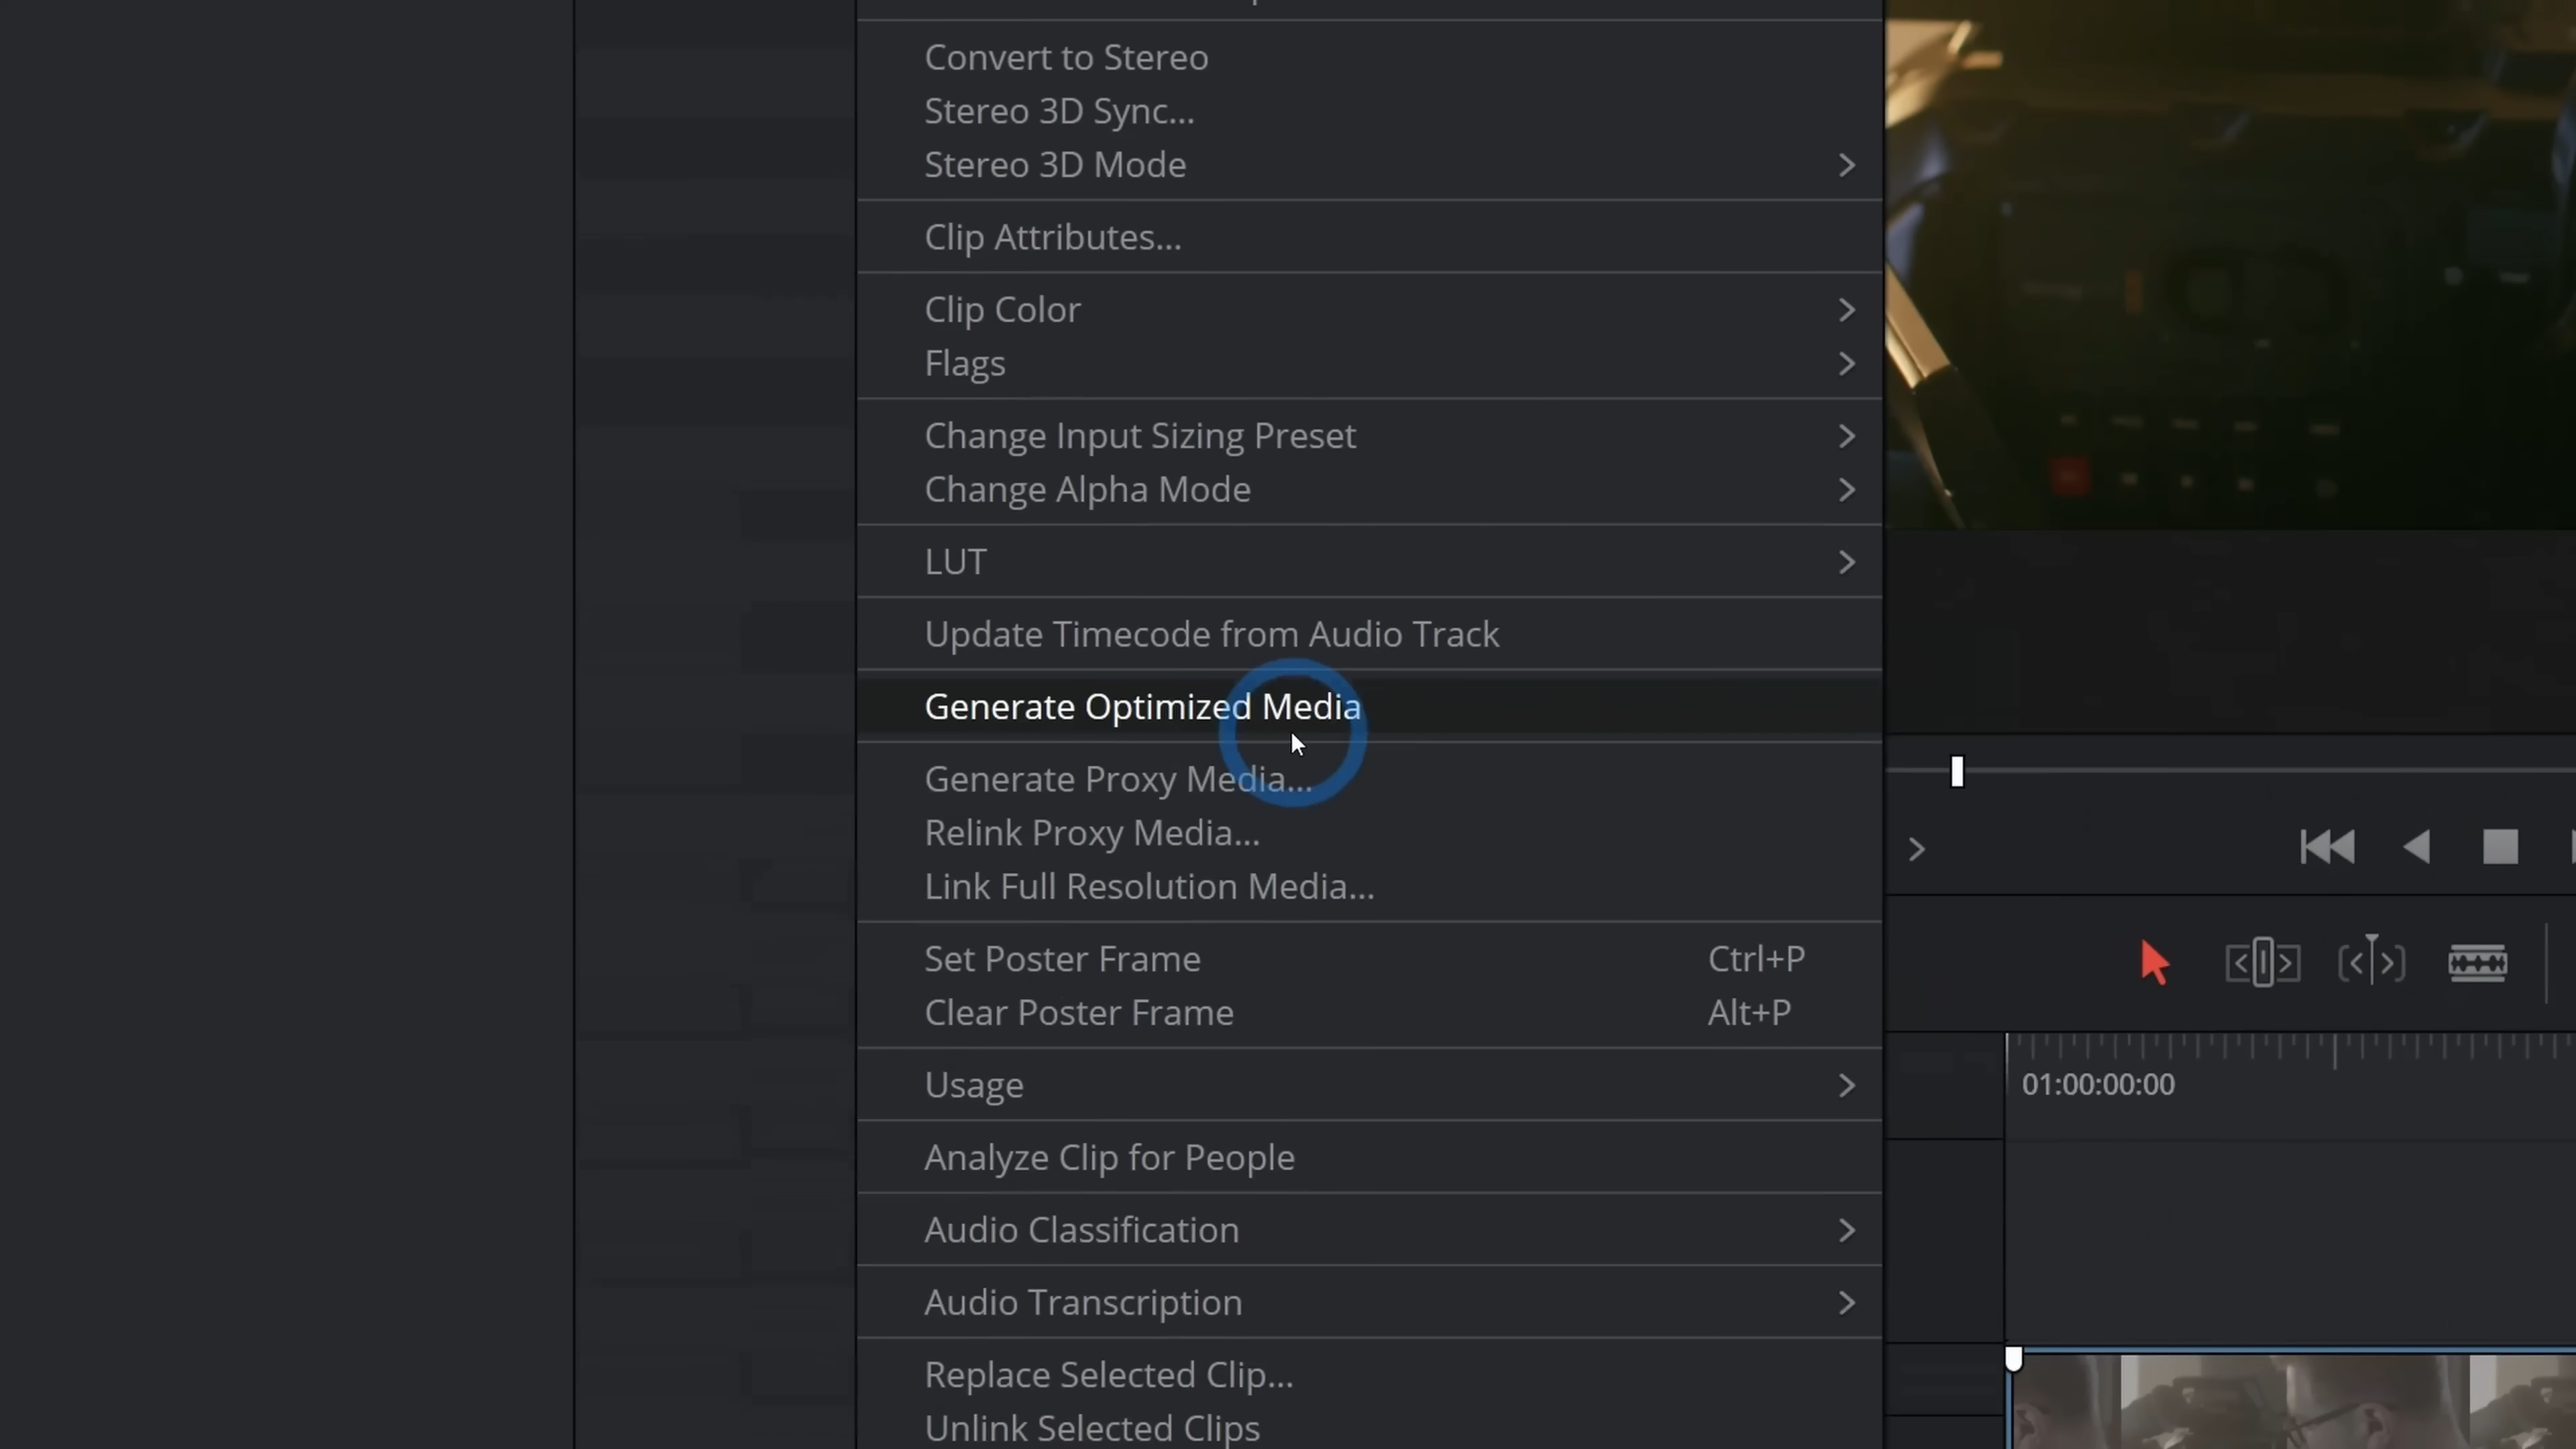 Convert to Stereo
Stereo 3D Sync...
Stereo 3D Mode
Clip Attributes...
Clip Color
Flags
Change Input Sizing Preset
Change Alpha Mode
LUT
Update Timecode from Audio Track
Generate Optimized Media
Generate Proxy Media...
Relink Proxy Media...
Link Full Resolution Media...
Set Poster Frame Ctrl+P
Clear Poster Frame Alt+P
Usage
01:00:00:00
Analyze Clip for People
Audio Classification
Audio Transcription
Replace Selected Clip...
Unlink Selected Clips